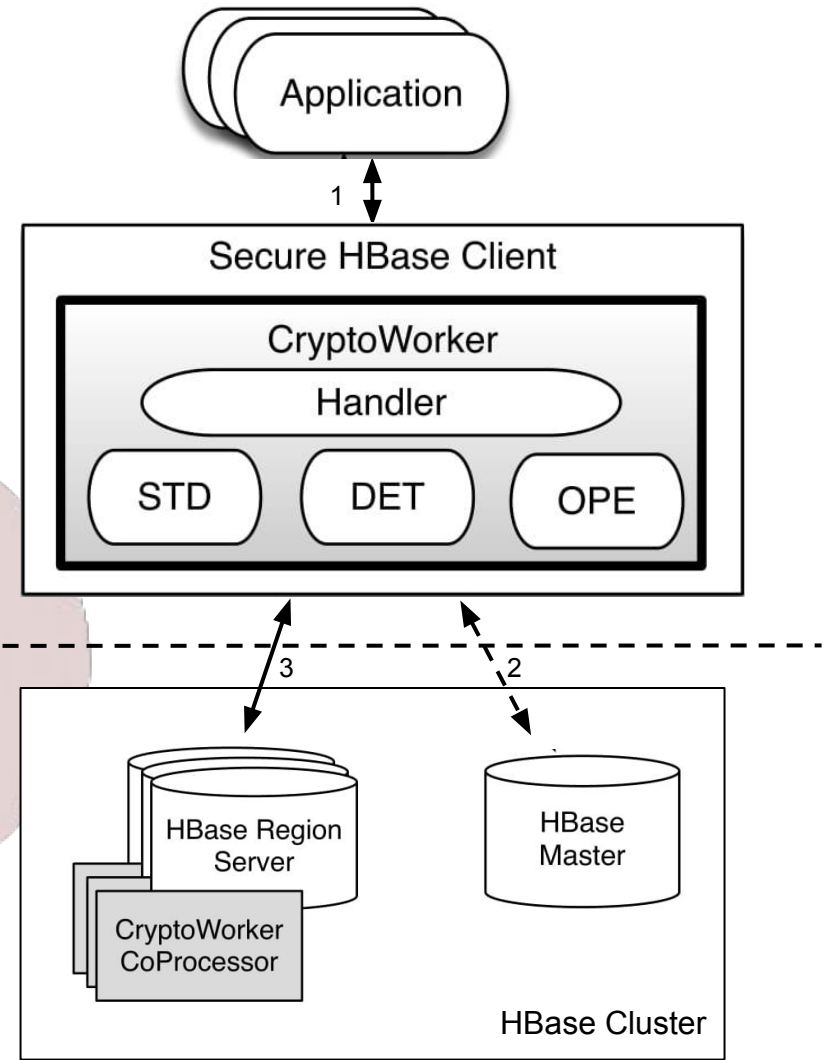 Application
1
Secure HBase Client
CryptoWorker
Handler
STD
DET
OPE
3
2
HBase Region
Server
HBase
Master
CryptoWorker
CoProcessor
HBase Cluster